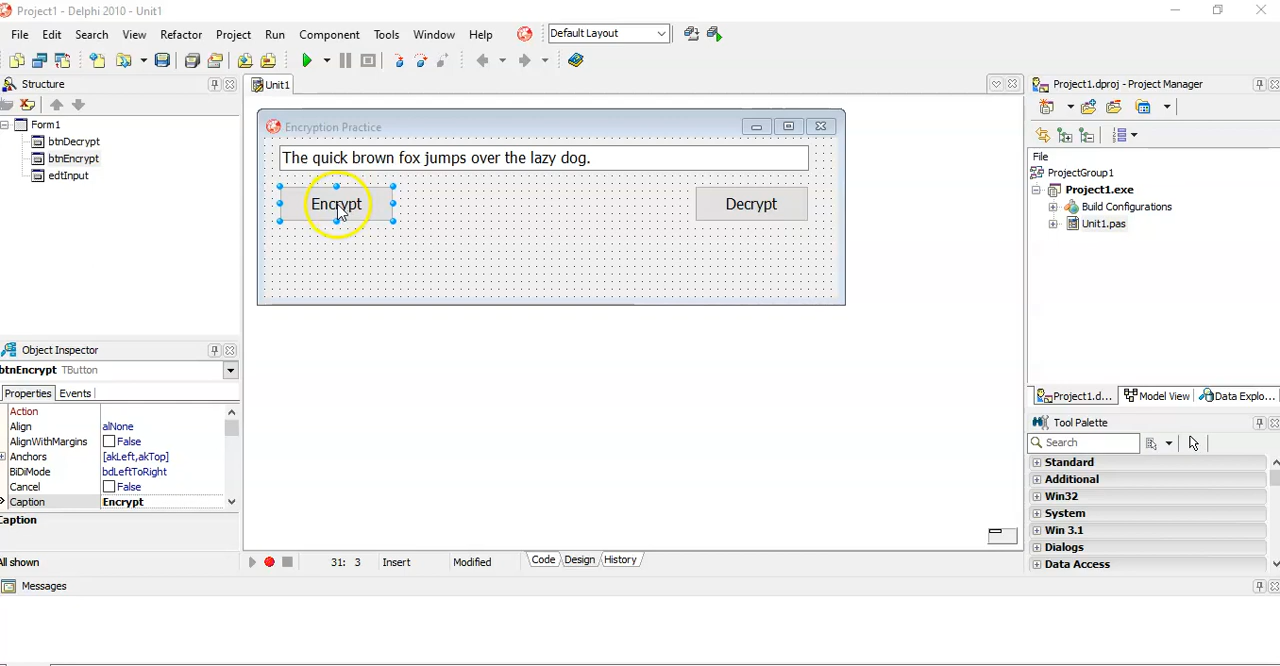 Project1 - Delphi 2010 - Unit1
File Edit Search View Refactor Project Run Component Tools Window Help Default Layout
Structure
Form1
btnDecrypt
btnEncrypt
edtInput
Object Inspector
btnEncrypt TButton
Properties Events
Action
Align alNone
AlignWithMargins False
Anchors [akLeft,akTop]
BiDiMode bdLeftToRight
Cancel False
Caption Encrypt
Caption
All shown
Unit1
Encryption Practice
The quick brown fox jumps over the lazy dog.
Encrypt Decrypt
31: 3 Insert Modified Code Design History
Project1.dproj - Project Manager
File
ProjectGroup1
Project1.exe
Build Configurations
Unit1.pas
Project1.d... Model View Data Explo...
Tool Palette
Search
Standard
Additional
Win32
System
Win 3.1
Dialogs
Data Access
Messages